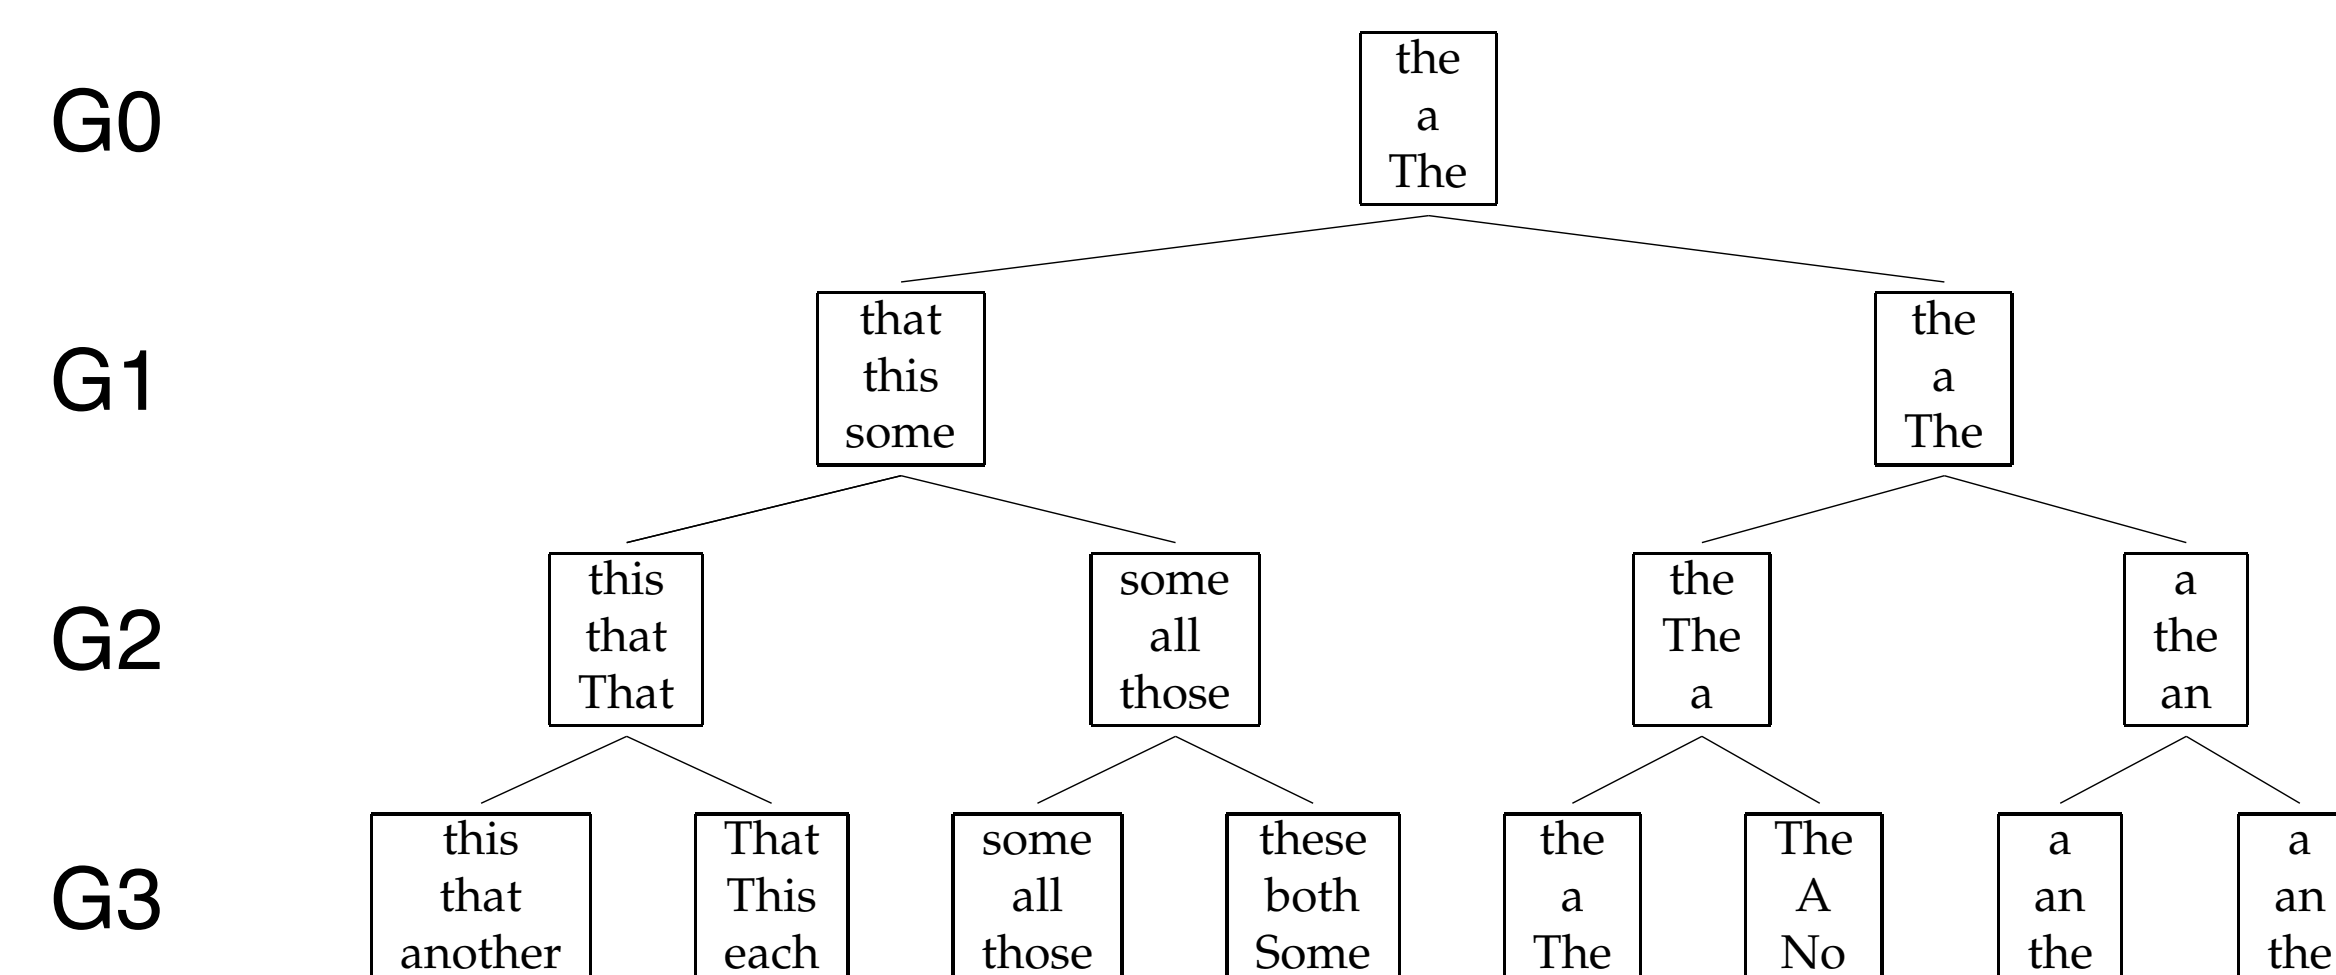 G0
the
a
The
G1
that
this
some
the
a
The
G2
this
that
That
some
all
those
the
The
a
a
the
an
G3
this
that
another
That
This
each
some
all
those
these
both
Some
the
a
The
The
A
No
a
an
the
a
an
the